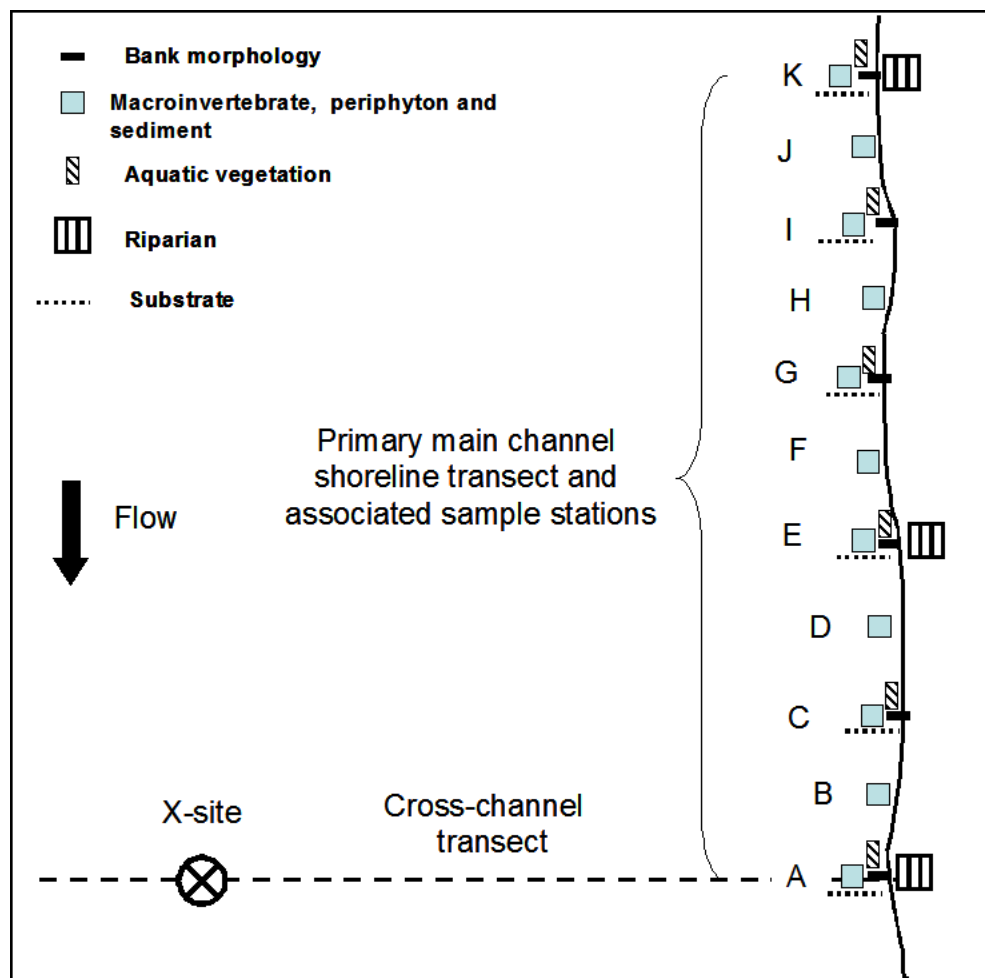 Bank morphology
Macroinvertebrate, periphyton and
sediment
Aquatic vegetation
Riparian
Substrate
K
J
I
H
G
F
E
D
C
B
A
Primary main channel
shoreline transect and
associated sample stations
Flow
X-site
Cross-channel
transect